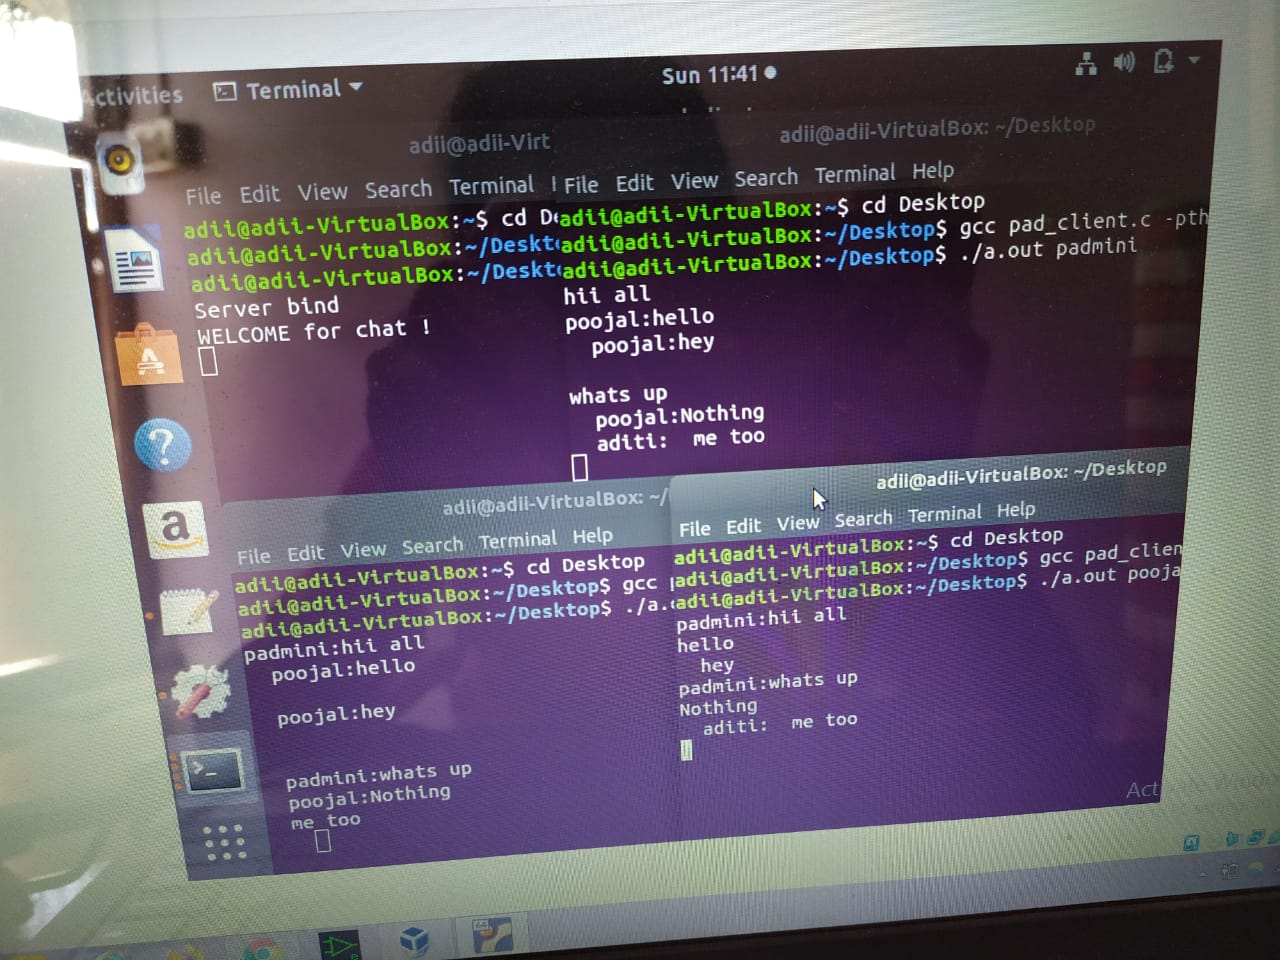 Activities
Terminal
Sun 11:41
adii@adii-Virt
File Edit View Search Terminal
adii@adii-VirtualBox:~$ cd De
adii@adii-VirtualBox:~/Deskt
adii@adii-VirtualBox:~/Deskt
Server bind
WELCOME for chat !
adii@adii-VirtualBox: ~/Desktop
File Edit View Search Terminal Help
adii@adii-VirtualBox:~$ cd Desktop
adii@adii-VirtualBox:~/Desktop$ gcc pad_client.c -pth
adii@adii-VirtualBox:~/Desktop$ ./a.out padmini
hii all
poojal:hello
poojal:hey
whats up
poojal:Nothing
aditi: me too
adii@adii-VirtualBox: ~/
File Edit View Search Terminal Help
adii@adii-VirtualBox:~$ cd Desktop
adii@adii-VirtualBox:~/Desktop$ gcc
adii@adii-VirtualBox:~/Desktop$ ./a.
padmini:hii all
poojal:hello
poojal:hey
padmini:whats up
poojal:Nothing
me too
adii@adii-VirtualBox: ~/Desktop
File Edit View Search Terminal Help
adii@adii-VirtualBox:~$ cd Desktop
adii@adii-VirtualBox:~/Desktop$ gcc pad_clien
adii@adii-VirtualBox:~/Desktop$ ./a.out pooja
padmini:hii all
hello
hey
padmini:whats up
Nothing
aditi: me too
Act